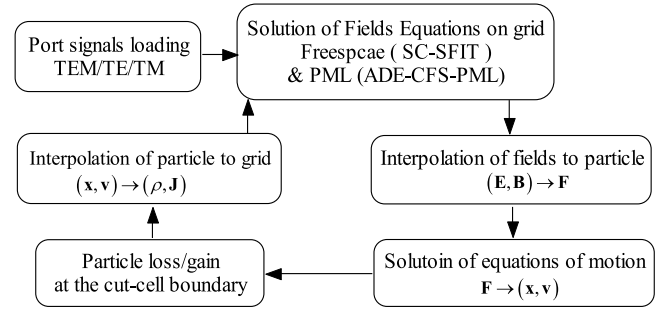 Port signals loading
TEM/TE/TM
Solution of Fields Equations on grid
Freespcae ( SC-SFIT )
& PML (ADE-CFS-PML)
Interpolation of particle to grid
(x, v) → (ρ, J)
Interpolation of fields to particle
(E, B) → F
Particle loss/gain
at the cut-cell boundary
Solutoin of equations of motion
F → (x, v)